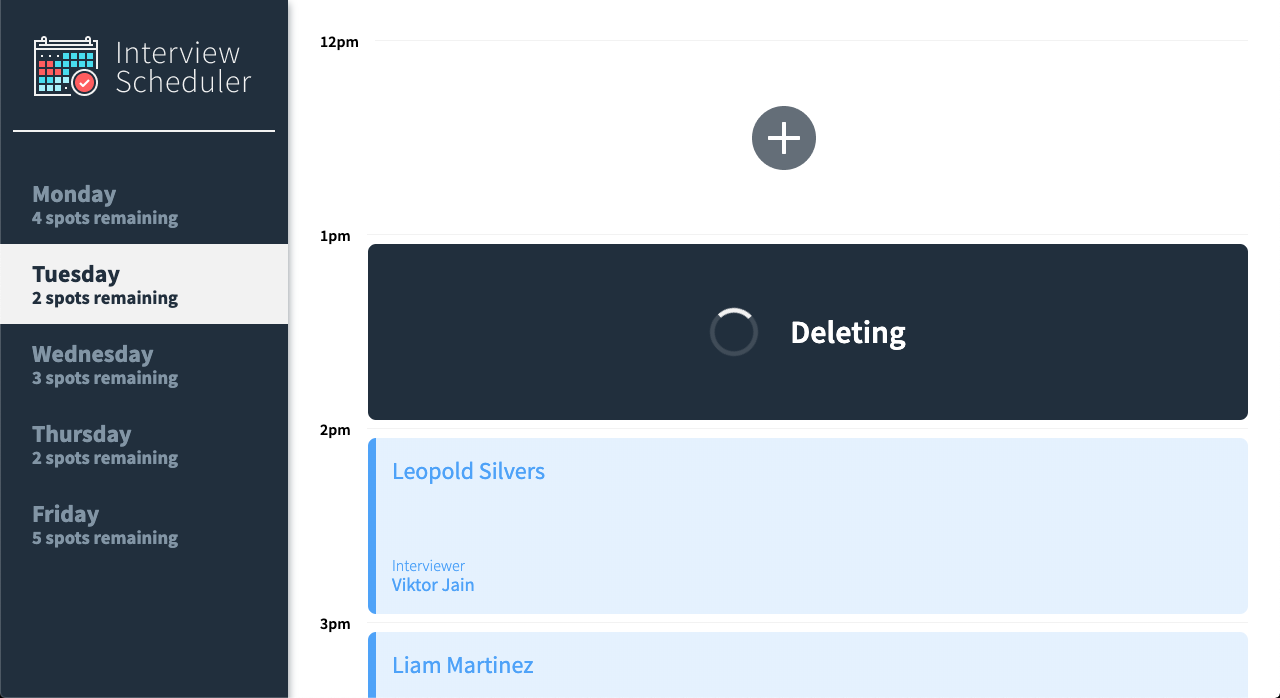 Interview
Scheduler
Monday
4 spots remaining
Tuesday
2 spots remaining
Wednesday
3 spots remaining
Thursday
2 spots remaining
Friday
5 spots remaining
12pm
1pm
Deleting
2pm
Leopold Silvers
Interviewer
Viktor Jain
3pm
Liam Martinez